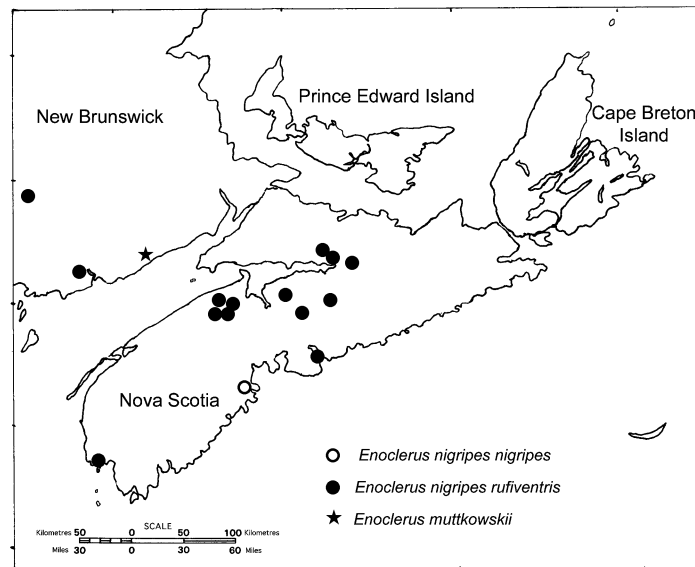 New Brunswick
Prince Edward Island
Cape Breton
Island
Nova Scotia
Enoclerus nigripes nigripes
Enoclerus nigripes rufiventris
Enoclerus muttkowskii
SCALE
Kilometres 50 0 50 100 Kilometres
Miles 30 0 30 60 Miles